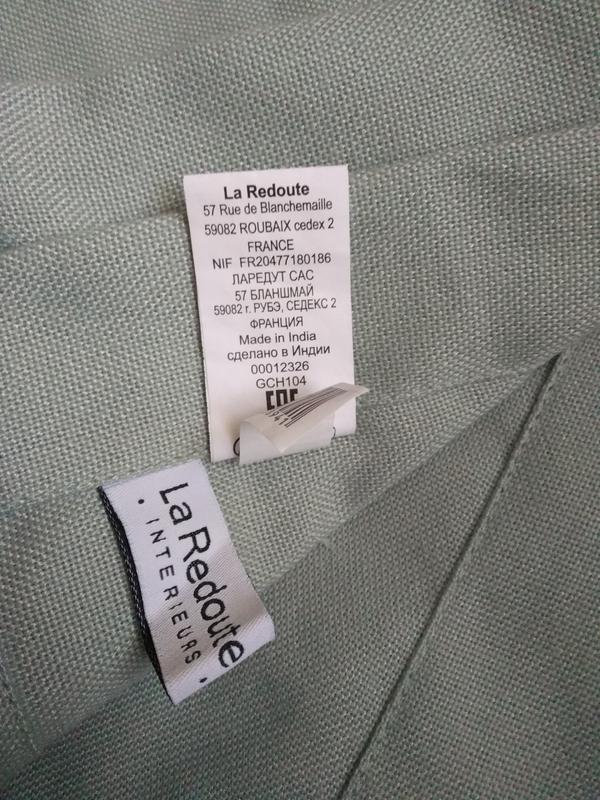 La Redoute
57 Rue de Blanchemaille
59082 ROUBAIX cedex 2
FRANCE
NIF FR20477180186
ЛАРЕДУТ САС
57 БЛАНШМАЙ
59082 г. РУБЭ, СЕДЕКС 2
ФРАНЦИЯ
Made in India
сделано в Индии
00012326
GCH104
La Redoute
. INTERIEURS .